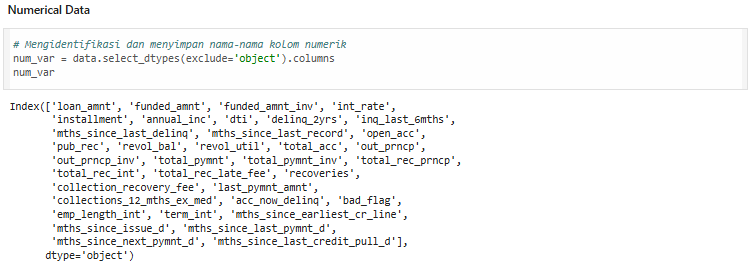 Numerical Data
# Mengidentifikasi dan menyimpan nama-nama kolom numerik
num_var = data.select_dtypes(exclude='object').columns
num_var
Index(['loan_amnt', 'funded_amnt', 'funded_amnt_inv', 'int_rate',
'installment', 'annual_inc', 'dti', 'delinq_2yrs', 'inq_last_6mths',
'mths_since_last_delinq', 'mths_since_last_record', 'open_acc',
'pub_rec', 'revol_bal', 'revol_util', 'total_acc', 'out_prncp',
'out_prncp_inv', 'total_pymnt', 'total_pymnt_inv', 'total_rec_prncp',
'total_rec_int', 'total_rec_late_fee', 'recoveries',
'collection_recovery_fee', 'last_pymnt_amnt',
'collections_12_mths_ex_med', 'acc_now_delinq', 'bad_flag',
'emp_length_int', 'term_int', 'mths_since_earliest_cr_line',
'mths_since_issue_d', 'mths_since_last_pymnt_d',
'mths_since_next_pymnt_d', 'mths_since_last_credit_pull_d'],
dtype='object')